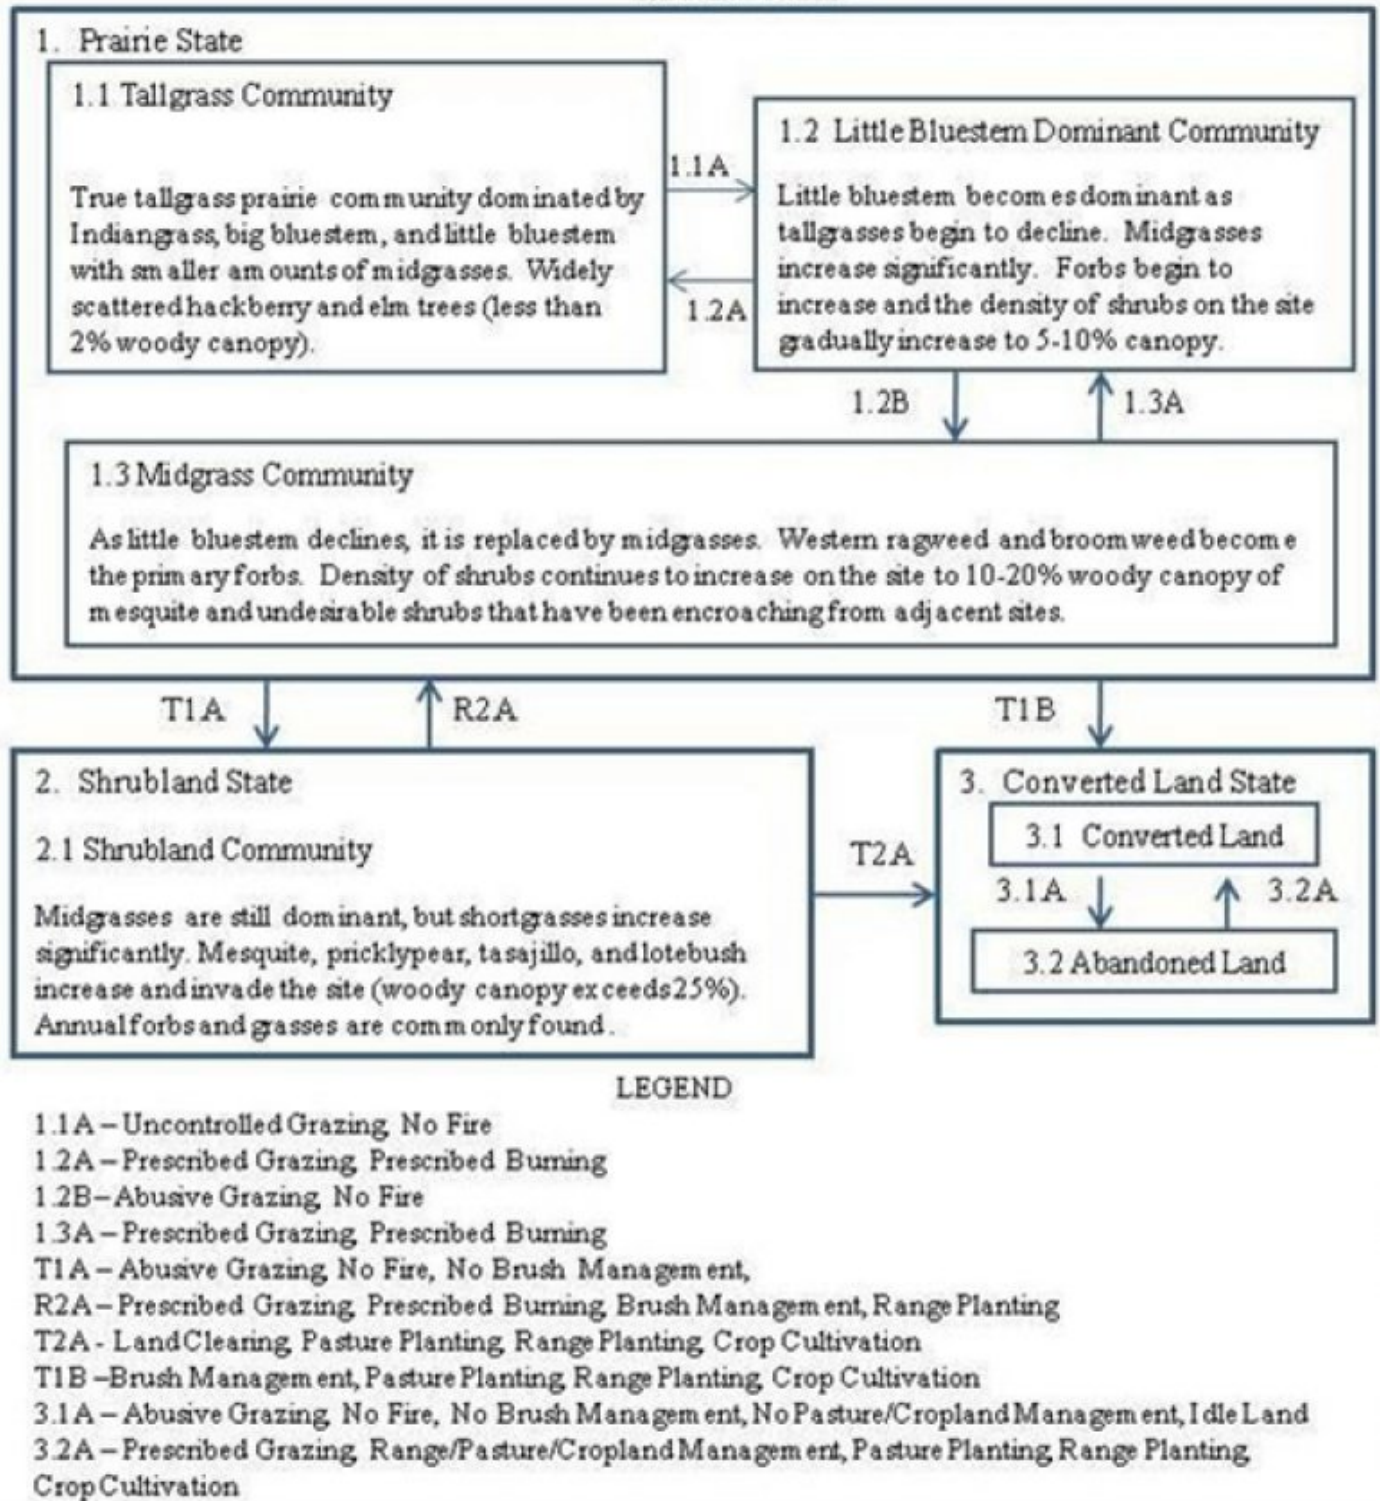 1. Prairie State
1.1 Tallgrass Community
True tallgrass prairie community dominated by
Indiangrass, big bluestem, and little bluestem
with smaller amounts of midgrasses. Widely
scattered hackberry and elm trees (less than
2% woody canopy).
1.1A
1.2A
1.2 Little Bluestem Dominant Community
Little bluestem becomes dominant as
tallgrasses begin to decline. Midgrasses
increase significantly. Forbs begin to
increase and the density of shrubs on the site
gradually increase to 5-10% canopy.
1.2B
1.3A
1.3 Midgrass Community
As little bluestem declines, it is replaced by midgrasses. Western ragweed and broomweed become
the primary forbs. Density of shrubs continues to increase on the site to 10-20% woody canopy of
mesquite and undesirable shrubs that have been encroaching from adjacent sites.
T1A
R2A
T1B
2. Shrubland State
2.1 Shrubland Community
Midgrasses are still dominant, but shortgrasses increase
significantly. Mesquite, pricklypear, tasajillo, and lotebush
increase and invade the site (woody canopy exceeds 25%).
Annual forbs and grasses are commonly found.
T2A
3. Converted Land State
3.1 Converted Land
3.1A
3.2A
3.2 Abandoned Land
LEGEND
1.1A – Uncontrolled Grazing, No Fire
1.2A – Prescribed Grazing, Prescribed Burning
1.2B – Abusive Grazing, No Fire
1.3A – Prescribed Grazing, Prescribed Burning
T1A – Abusive Grazing, No Fire, No Brush Management,
R2A – Prescribed Grazing, Prescribed Burning, Brush Management, Range Planting
T2A - Land Clearing, Pasture Planting, Range Planting, Crop Cultivation
T1B – Brush Management, Pasture Planting, Range Planting, Crop Cultivation
3.1A – Abusive Grazing, No Fire, No Brush Management, No Pasture/Cropland Management, Idle Land
3.2A – Prescribed Grazing, Range/Pasture/Cropland Management, Pasture Planting, Range Planting,
Crop Cultivation